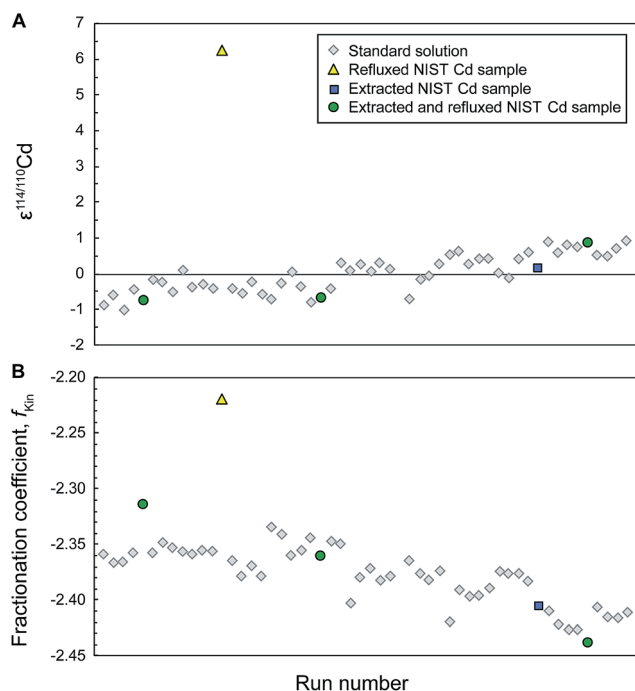 A
7
6
5
4
3
2
1
0
-1
-2
ε114/110Cd
Standard solution
Refluxed NIST Cd sample
Extracted NIST Cd sample
Extracted and refluxed NIST Cd sample
B
-2.20
-2.25
-2.30
-2.35
-2.40
-2.45
Fractionation coefficient, fKin
Run number